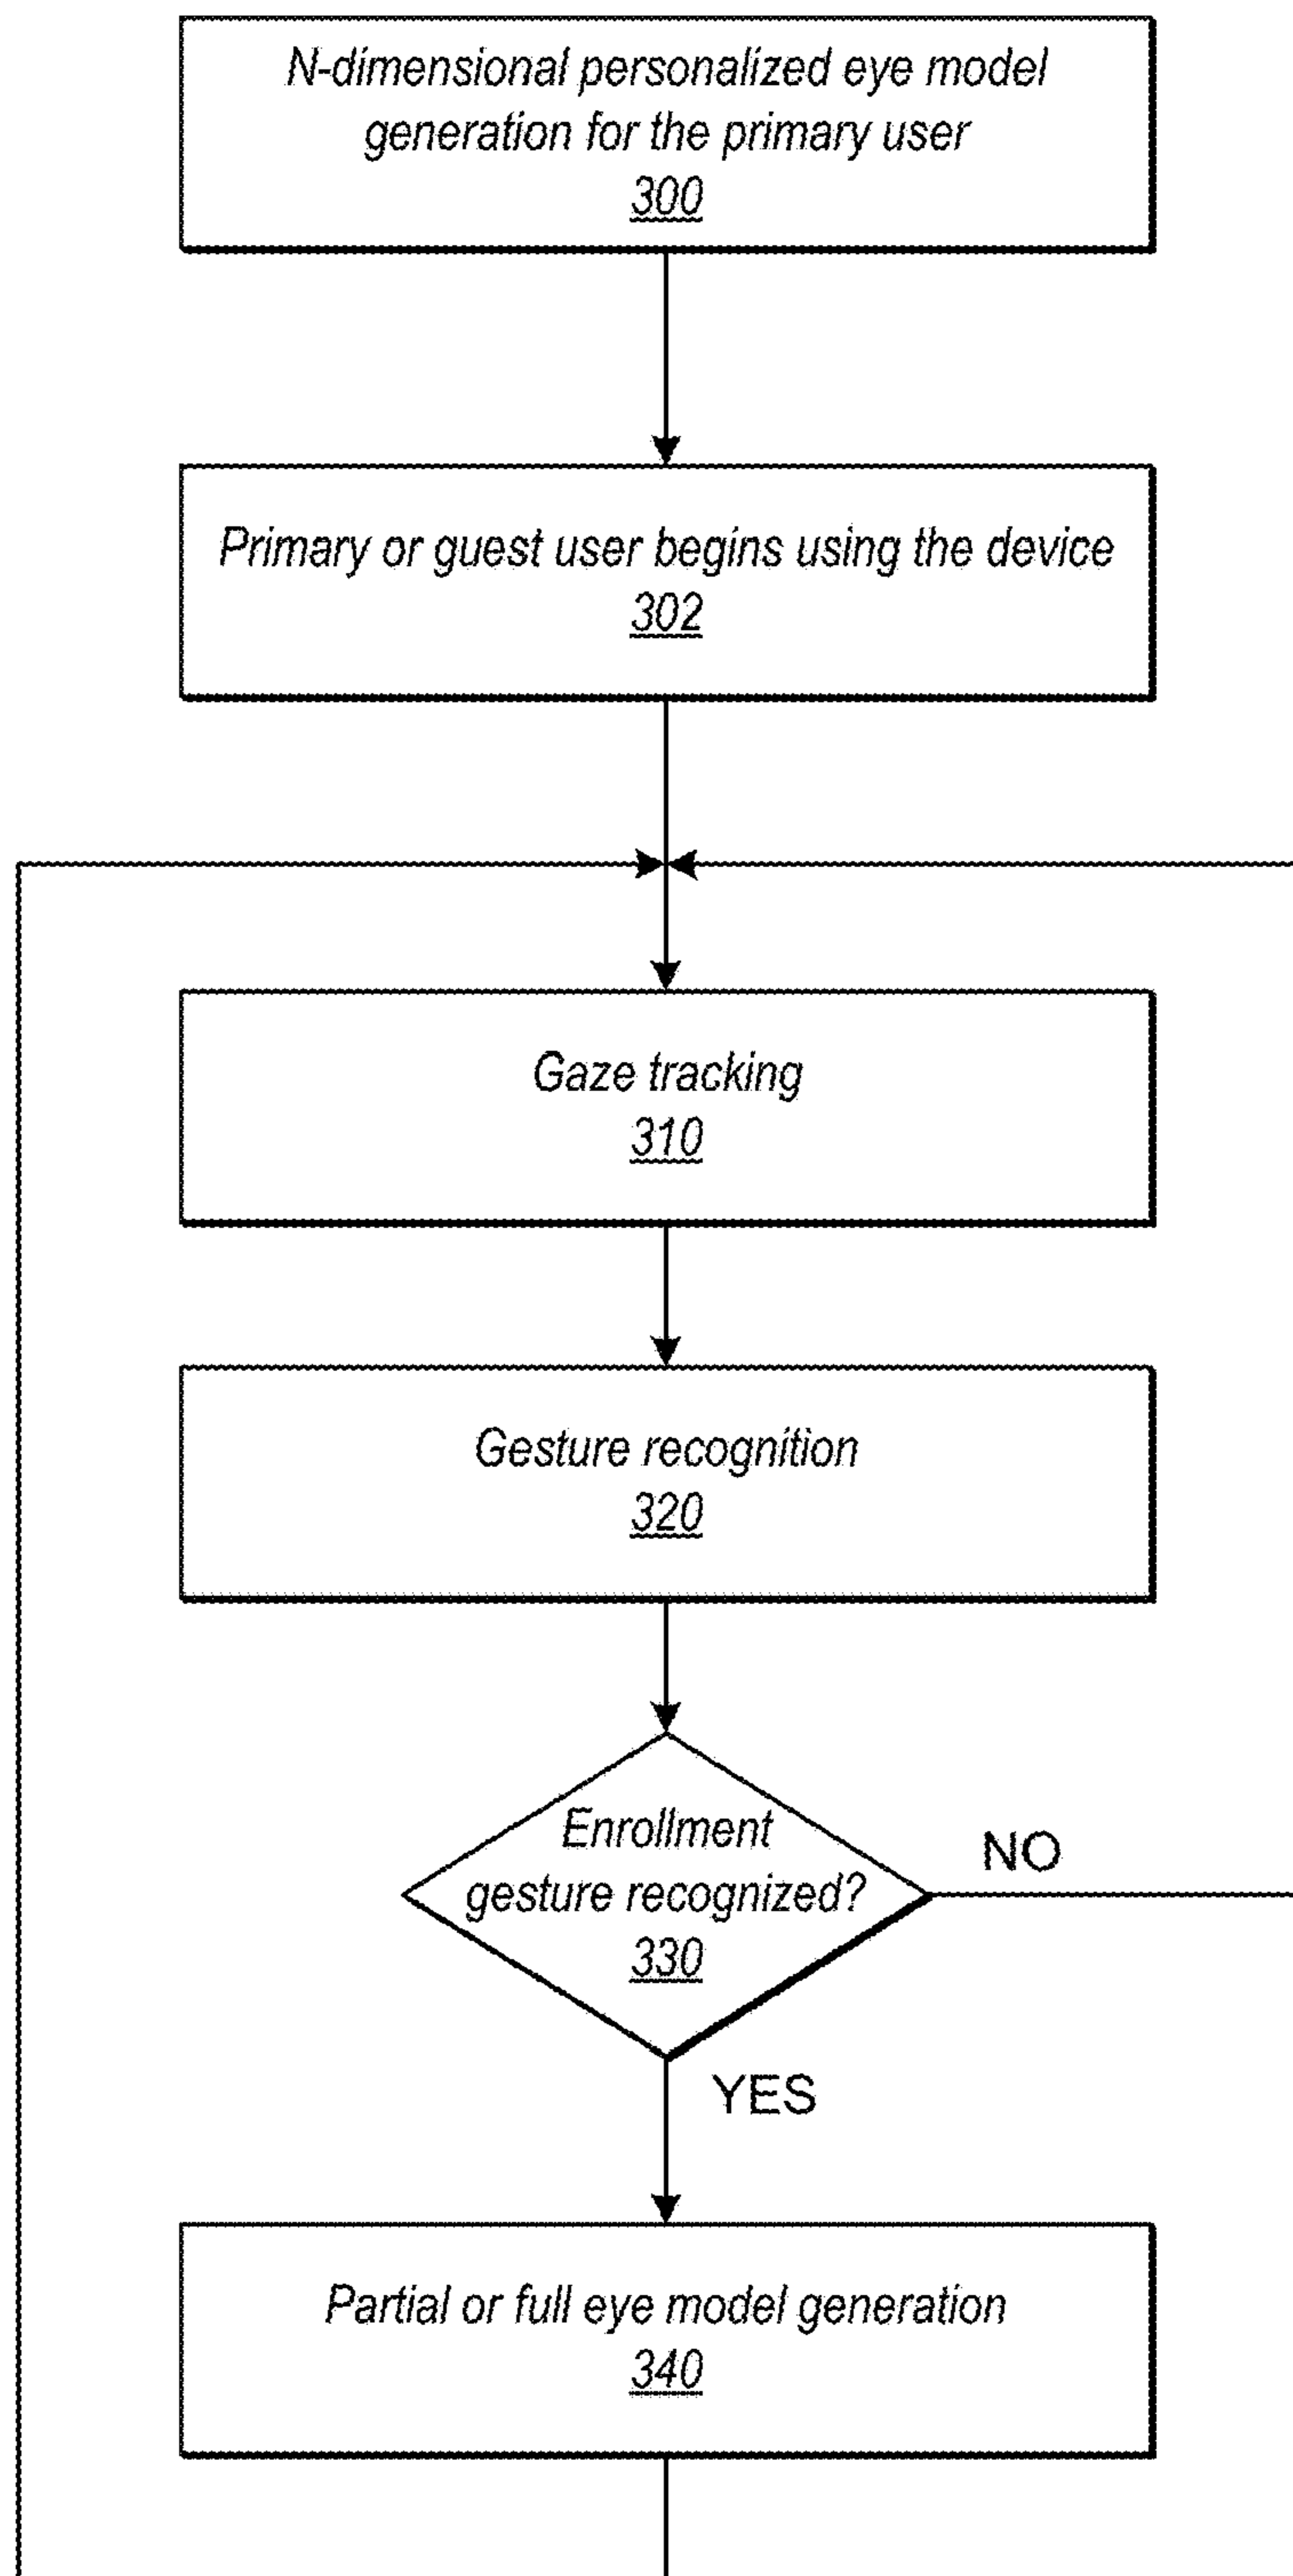 N-dimensional personalized eye model
generation for the primary user
300
Primary or guest user begins using the device
302
Gaze tracking
310
Gesture recognition
320
Enrollment
gesture recognized?
330
NO
YES
Partial or full eye model generation
340